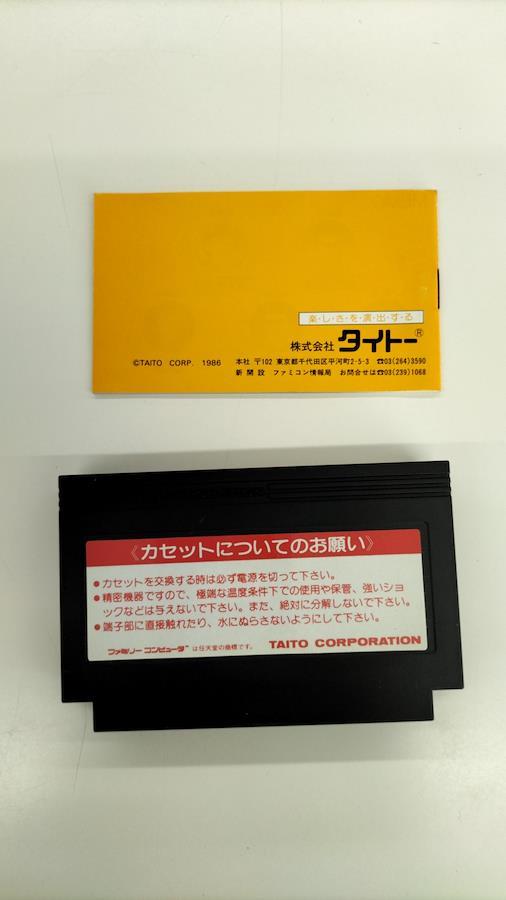 楽・し・さ・を・演・出・す・る
株式会社 タイトー®
©TAITO CORP. 1986 本社 〒102 東京都千代田区平河町2-5-3 ☎03(264)3590
新開設 ファミコン情報局 お問合せは☎03(239)1068
《カセットについてのお願い》
●カセットを交換する時は必ず電源を切って下さい。
●精密機器ですので、極端な温度条件下での使用や保管、強いショ
ックなどは与えないで下さい。また、絶対に分解しないで下さい。
●端子部に直接触れたり、水にぬらさないようにして下さい。
ファミリーコンピュータ™は任天堂の商標です。 TAITO CORPORATION